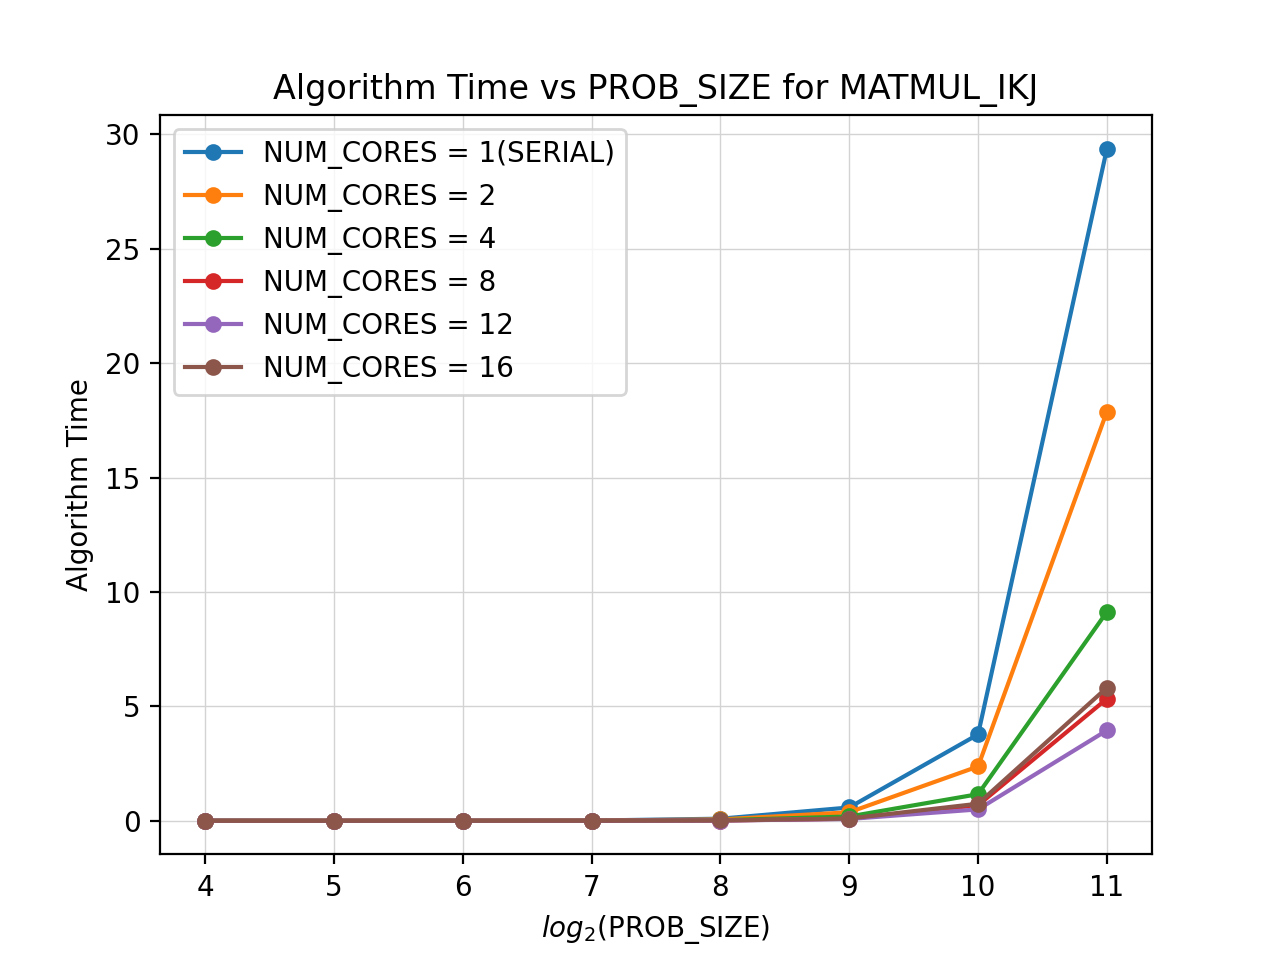 Algorithm Time vs PROB_SIZE for MATMUL_IKJ
30
25
20
15
10
5
0
Algorithm Time
NUM_CORES = 1(SERIAL)
NUM_CORES = 2
NUM_CORES = 4
NUM_CORES = 8
NUM_CORES = 12
NUM_CORES = 16
4 5 6 7 8 9 10 11
log₂(PROB_SIZE)